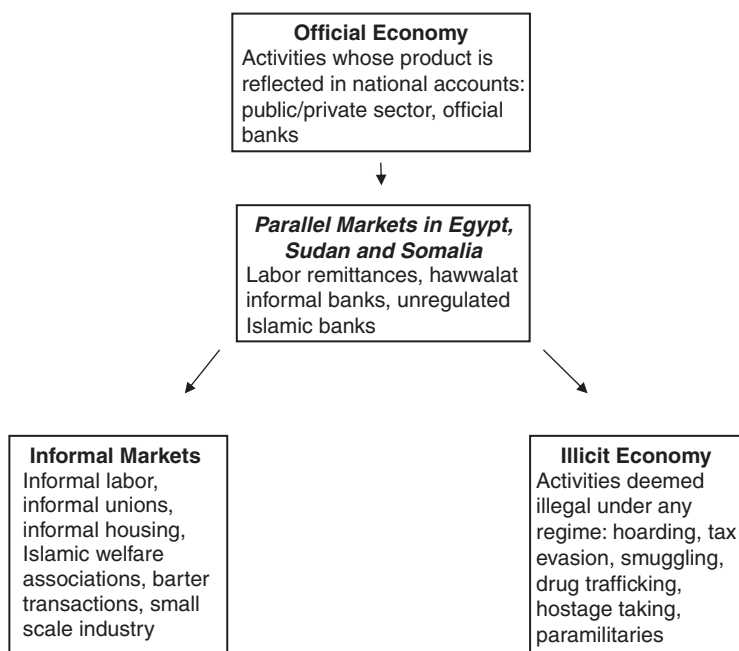 Official Economy
Activities whose product is
reflected in national accounts:
public/private sector, official
banks
Parallel Markets in Egypt,
Sudan and Somalia
Labor remittances, hawwalat
informal banks, unregulated
Islamic banks
Informal Markets
Informal labor,
informal unions,
informal housing,
Islamic welfare
associations, barter
transactions, small
scale industry
Illicit Economy
Activities deemed
illegal under any
regime: hoarding, tax
evasion, smuggling,
drug trafficking,
hostage taking,
paramilitaries